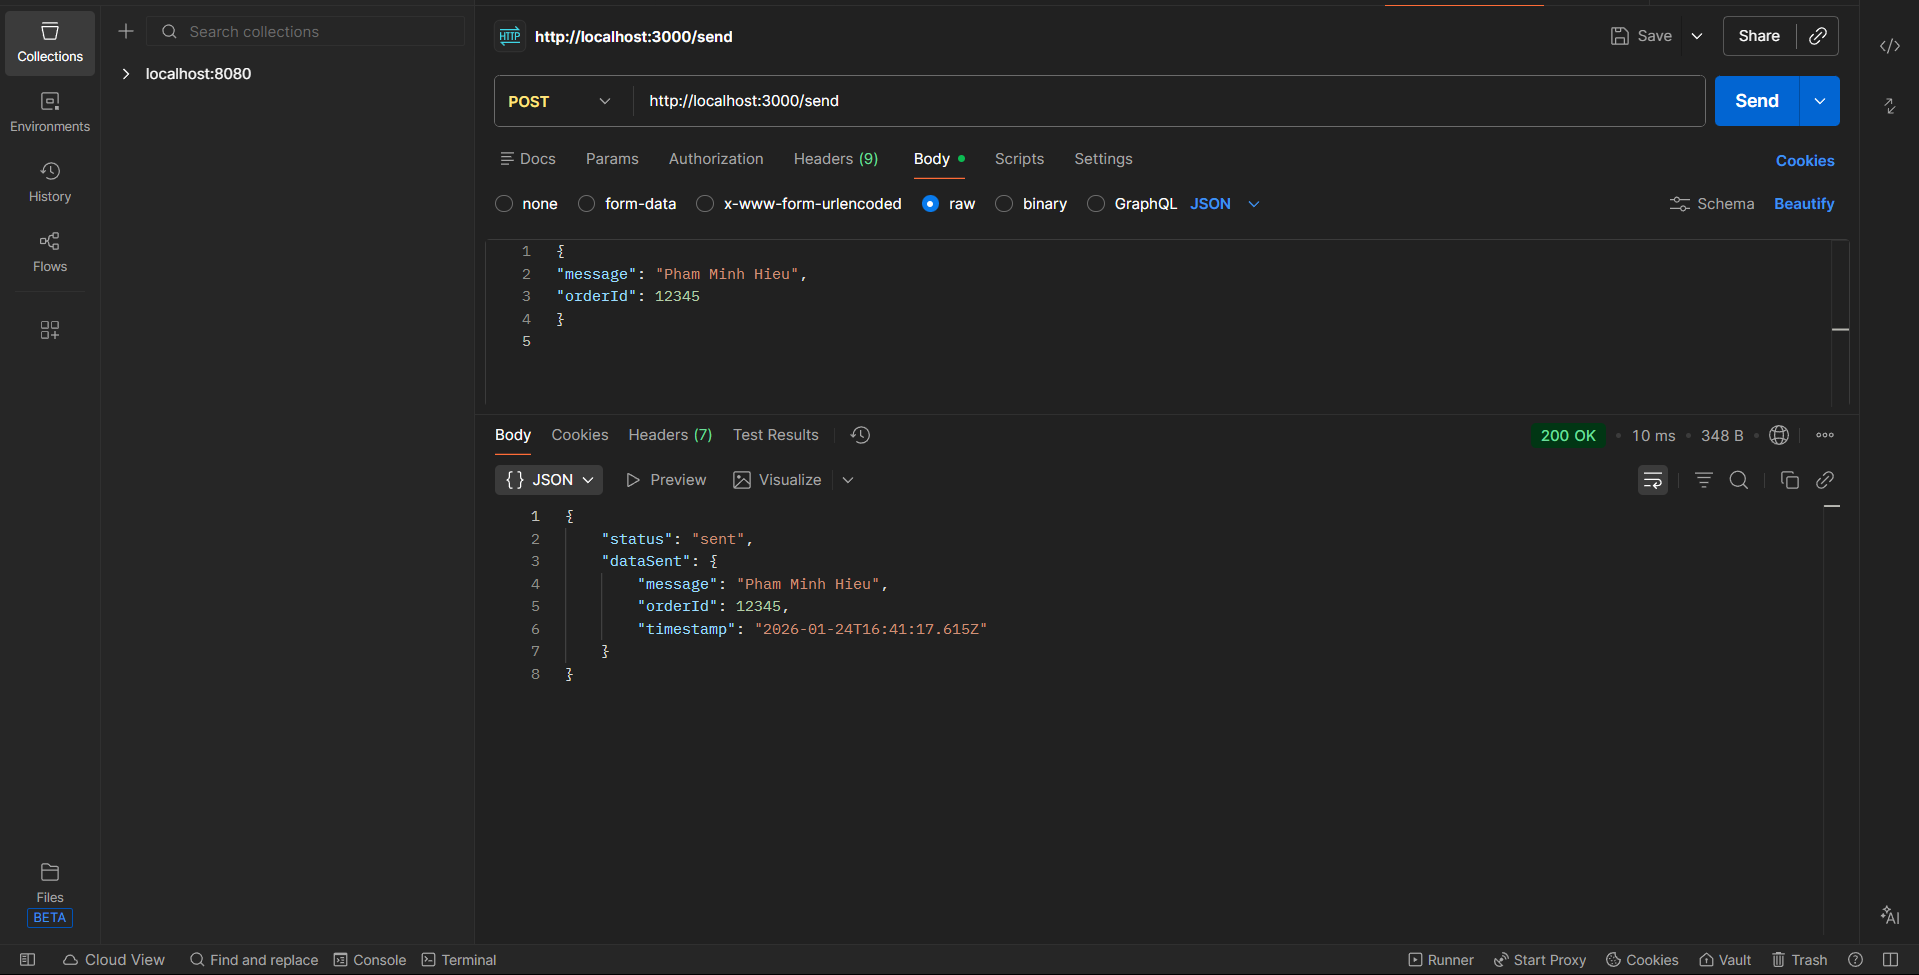 Collections
Environments
History
Flows
Files
BETA
Search collections
localhost:8080
HTTP http://localhost:3000/send
Save
Share
POST http://localhost:3000/send
Send
Docs Params Authorization Headers (9) Body Scripts Settings
Cookies
none form-data x-www-form-urlencoded raw binary GraphQL JSON
Schema Beautify
1 {
2 "message": "Pham Minh Hieu",
3 "orderId": 12345
4 }
5
Body Cookies Headers (7) Test Results
200 OK • 10 ms • 348 B •
{} JSON Preview Visualize
1 {
2 "status": "sent",
3 "dataSent": {
4 "message": "Pham Minh Hieu",
5 "orderId": 12345,
6 "timestamp": "2026-01-24T16:41:17.615Z"
7 }
8 }
AI
Cloud View Find and replace Console Terminal
Runner Start Proxy Cookies Vault Trash